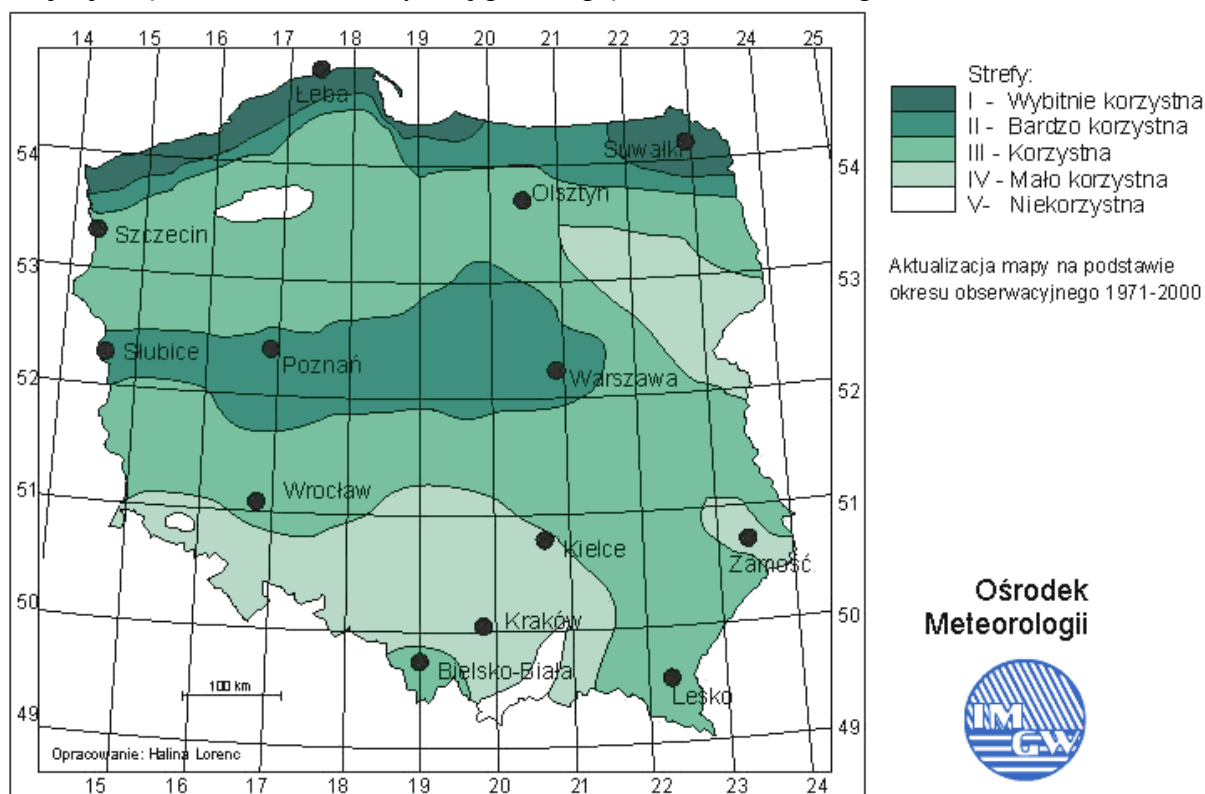 14 15 16 17 18 19 20 21 22 23 24 25
Łeba
54
Suwałki
54
Olsztyn
Szczecin
53
53
Słubice
Poznań
Warszawa
52
52
Wrocław
51
51
Kielce
Zamość
50
50
Kraków
Bielsko-Biała
Lesko
100 km
49
49
Opracowanie: Halina Lorenc
15 16 17 18 19 20 21 22 23 24
Strefy:
I - Wybitnie korzystna
II - Bardzo korzystna
III - Korzystna
IV - Mało korzystna
V- Niekorzystna
Aktualizacja mapy na podstawie
okresu obserwacyjnego 1971-2000
Ośrodek
Meteorologii
IM
GW